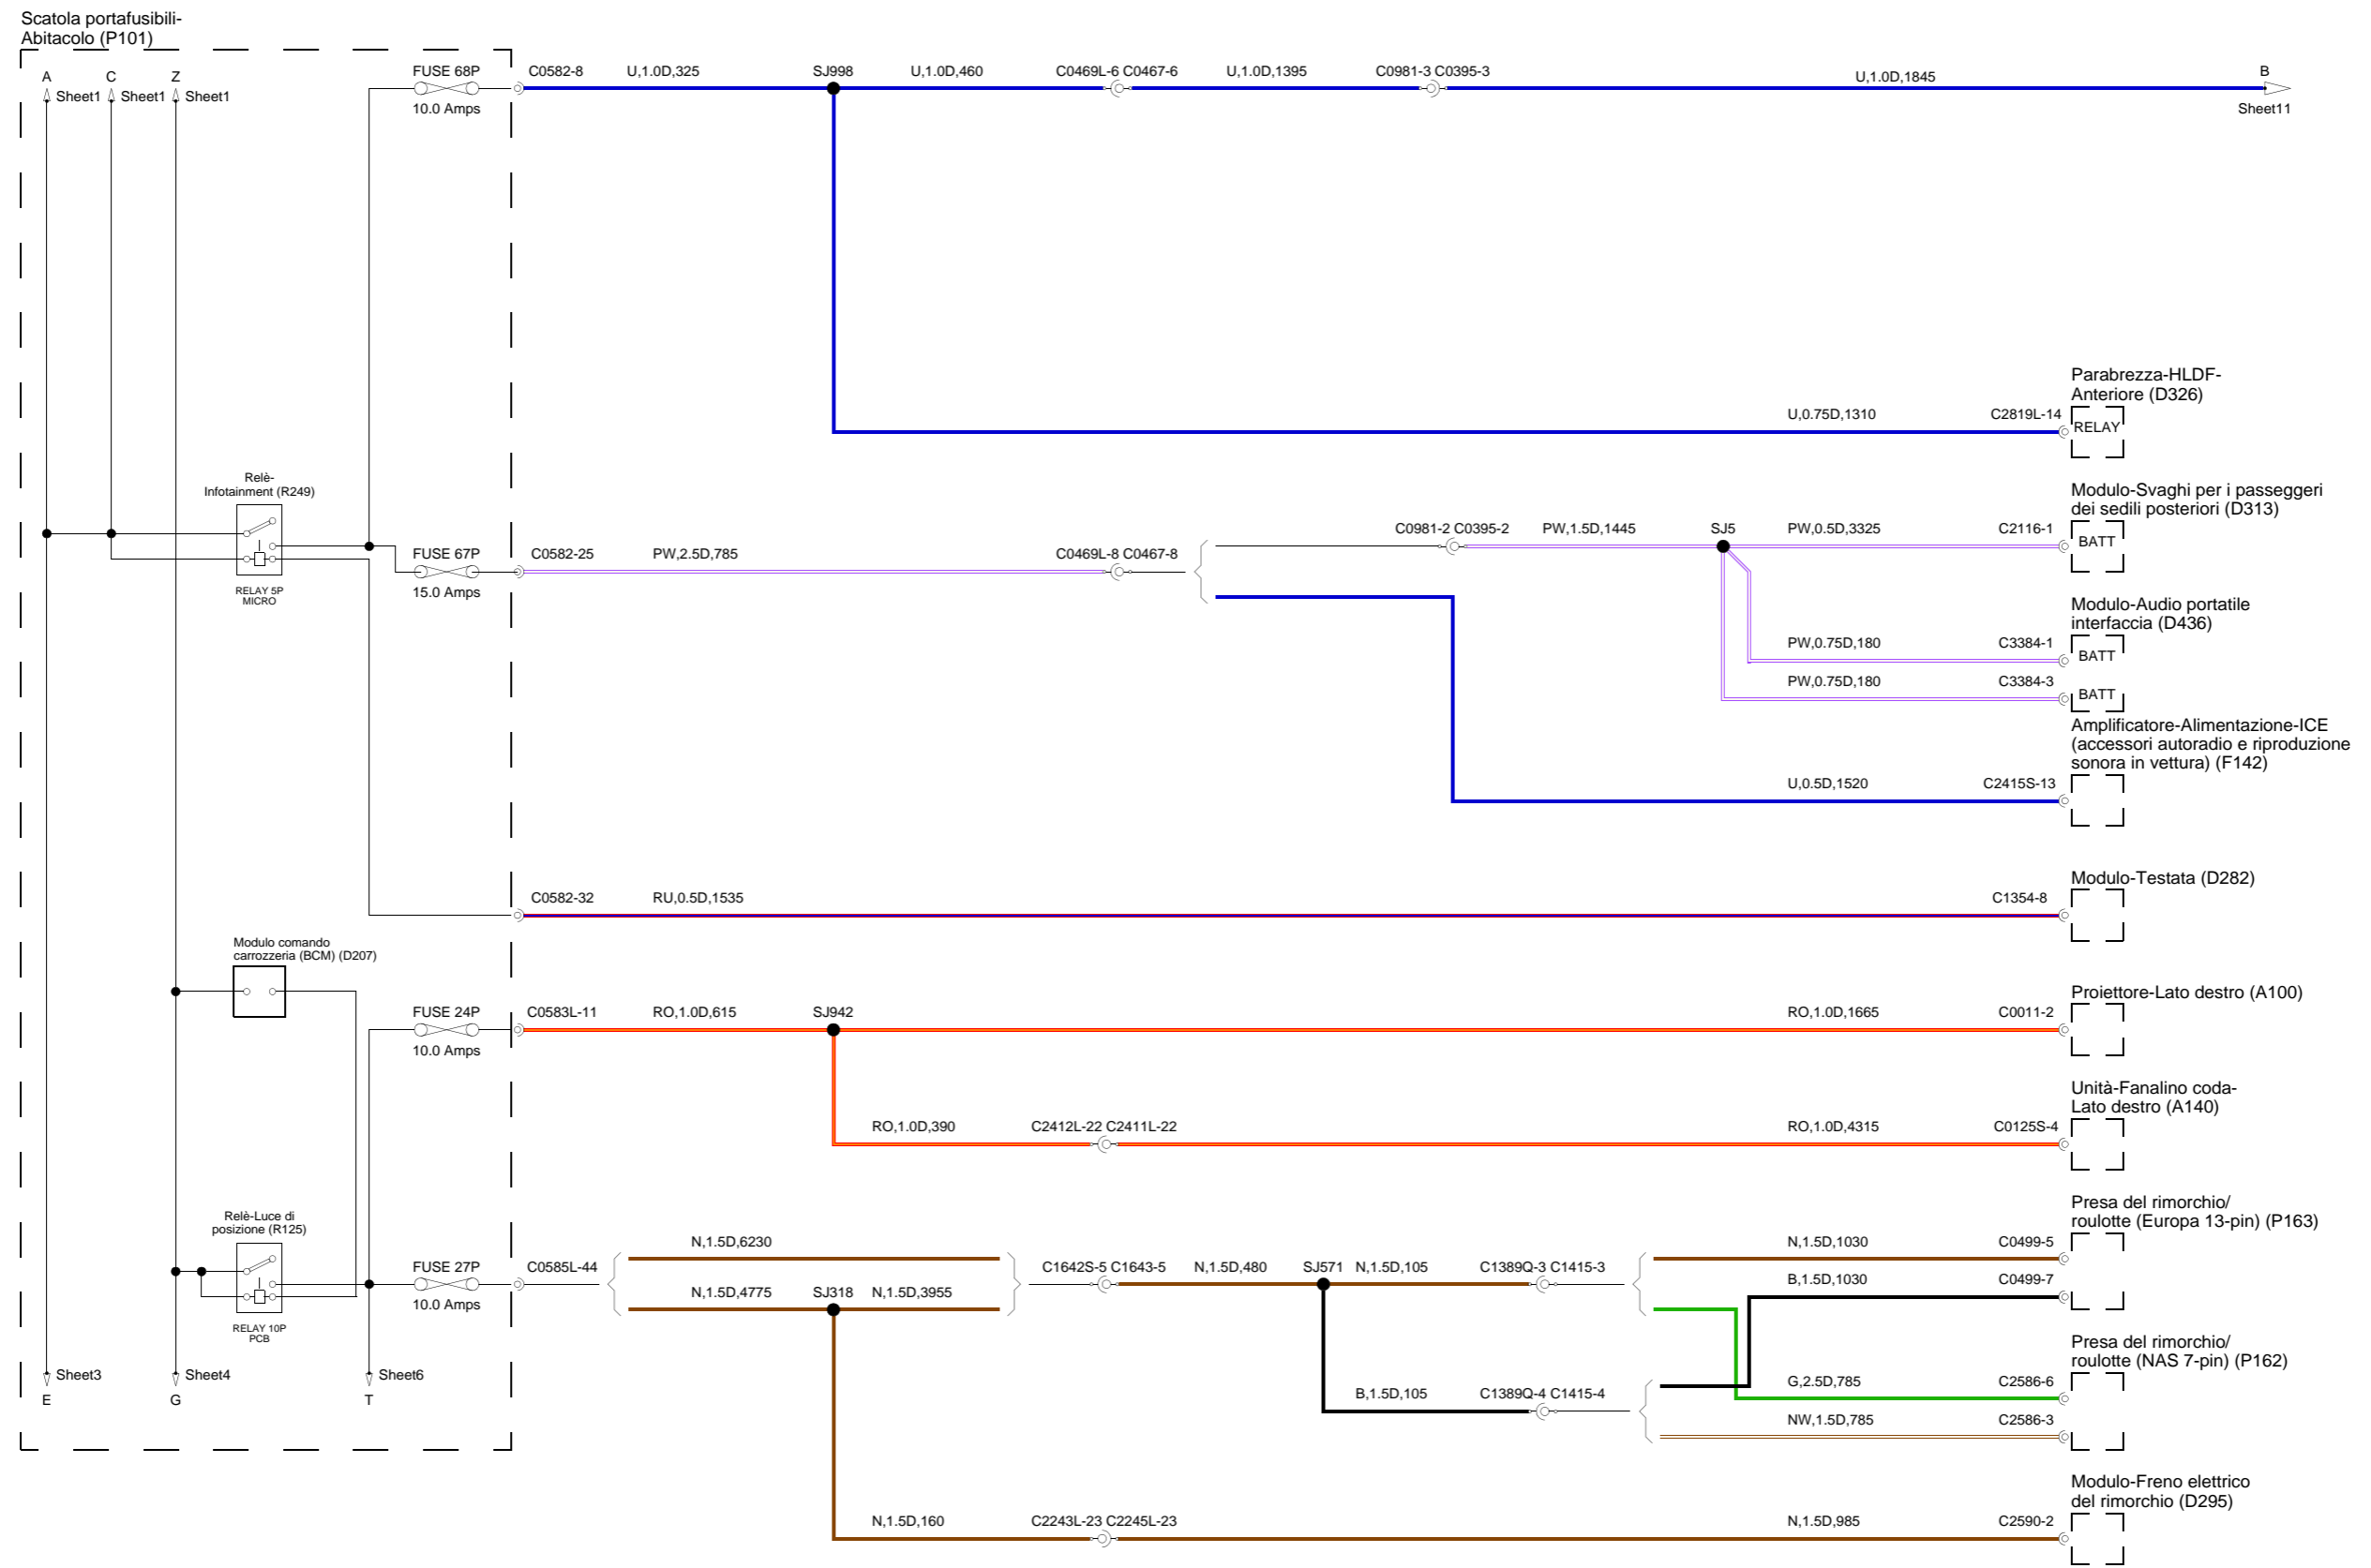 Scatola portafusibili-
Abitacolo (P101)
A
C
Z
Sheet1
Sheet1
Sheet1
FUSE 68P
10.0 Amps
C0582-8
U,1.0D,325
SJ998
U,1.0D,460
C0469L-6 C0467-6
U,1.0D,1395
C0981-3 C0395-3
U,1.0D,1845
B
Sheet11
Parabrezza-HLDF-
Anteriore (D326)
U,0.75D,1310
C2819L-14
RELAY
Relè-
Infotainment (R249)
RELAY 5P
MICRO
FUSE 67P
15.0 Amps
C0582-25
PW,2.5D,785
C0469L-8 C0467-8
C0981-2 C0395-2
PW,1.5D,1445
SJ5
PW,0.5D,3325
C2116-1
Modulo-Svaghi per i passeggeri
dei sedili posteriori (D313)
BATT
Modulo-Audio portatile
interfaccia (D436)
PW,0.75D,180
C3384-1
BATT
PW,0.75D,180
C3384-3
BATT
Amplificatore-Alimentazione-ICE
(accessori autoradio e riproduzione
sonora in vettura) (F142)
U,0.5D,1520
C2415S-13
C0582-32
RU,0.5D,1535
C1354-8
Modulo-Testata (D282)
Modulo comando
carrozzeria (BCM) (D207)
FUSE 24P
10.0 Amps
C0583L-11
RO,1.0D,615
SJ942
RO,1.0D,1665
C0011-2
Proiettore-Lato destro (A100)
Unità-Fanalino coda-
Lato destro (A140)
RO,1.0D,390
C2412L-22 C2411L-22
RO,1.0D,4315
C0125S-4
Relè-Luce di
posizione (R125)
RELAY 10P
PCB
FUSE 27P
10.0 Amps
C0585L-44
N,1.5D,6230
N,1.5D,4775
SJ318
N,1.5D,3955
C1642S-5 C1643-5
N,1.5D,480
SJ571
N,1.5D,105
C1389Q-3 C1415-3
Presa del rimorchio/
roulotte (Europa 13-pin) (P163)
N,1.5D,1030
C0499-5
B,1.5D,1030
C0499-7
Presa del rimorchio/
roulotte (NAS 7-pin) (P162)
B,1.5D,105
C1389Q-4 C1415-4
G,2.5D,785
C2586-6
NW,1.5D,785
C2586-3
Sheet3
E
Sheet4
G
Sheet6
T
Modulo-Freno elettrico
del rimorchio (D295)
N,1.5D,160
C2243L-23 C2245L-23
N,1.5D,985
C2590-2